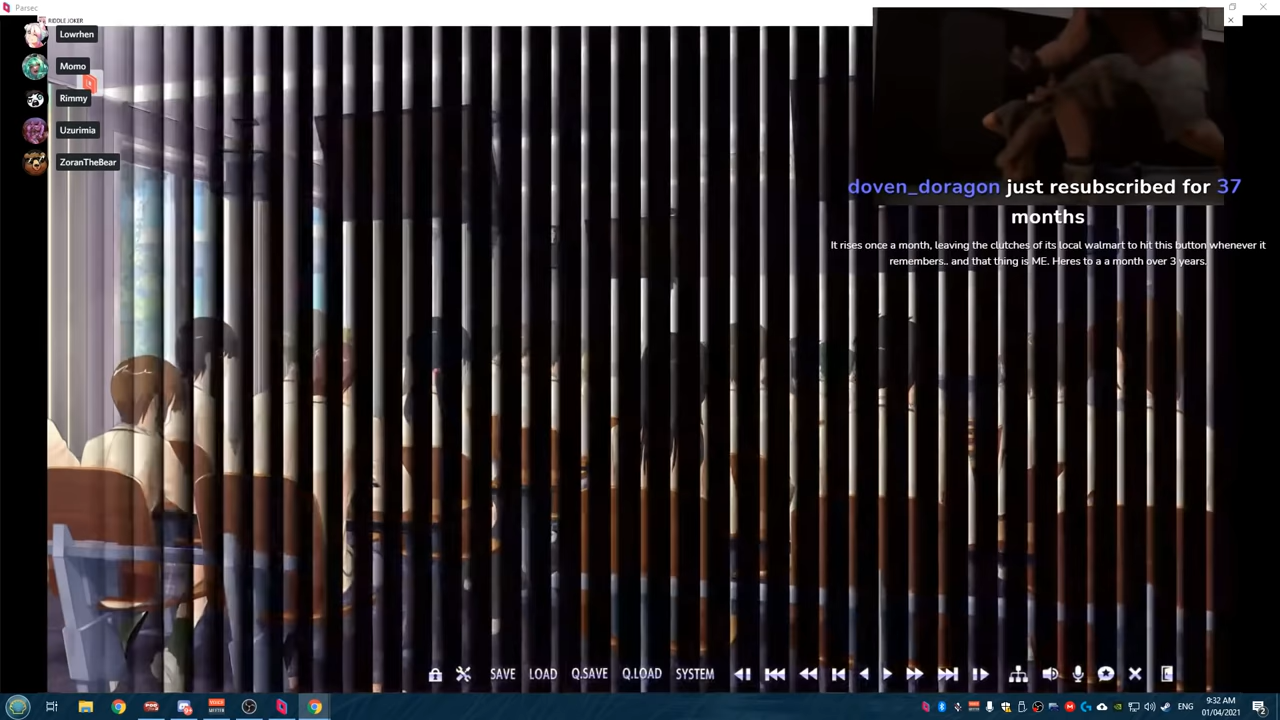 Parsec
RIDDLE JOKER
Lowrhen
Momo
Rimmy
Uzurimia
ZoranTheBear
doven_doragon just resubscribed for 37
months
It rises once a month, leaving the clutches of its local walmart to hit this button whenever it
remembers.. and that thing is ME. Heres to a a month over 3 years.
SAVE LOAD Q.SAVE Q.LOAD SYSTEM
ENG
9:32 AM
01/04/2021
2